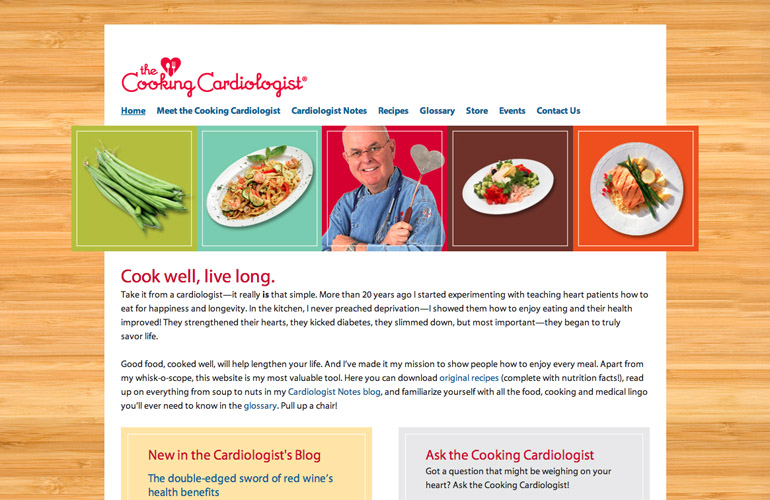 the
Cooking Cardiologist®
Home Meet the Cooking Cardiologist Cardiologist Notes Recipes Glossary Store Events Contact Us
Cook well, live long.
Take it from a cardiologist—it really is that simple. More than 20 years ago I started experimenting with teaching heart patients how to
eat for happiness and longevity. In the kitchen, I never preached deprivation—I showed them how to enjoy eating and their health
improved! They strengthened their hearts, they kicked diabetes, they slimmed down, but most important—they began to truly
savor life.
Good food, cooked well, will help lengthen your life. And I've made it my mission to show people how to enjoy every meal. Apart from
my whisk-o-scope, this website is my most valuable tool. Here you can download original recipes (complete with nutrition facts!), read
up on everything from soup to nuts in my Cardiologist Notes blog, and familiarize yourself with all the food, cooking and medical lingo
you'll ever need to know in the glossary. Pull up a chair!
New in the Cardiologist's Blog
The double-edged sword of red wine's
health benefits
Ask the Cooking Cardiologist
Got a question that might be weighing on your
heart? Ask the Cooking Cardiologist!